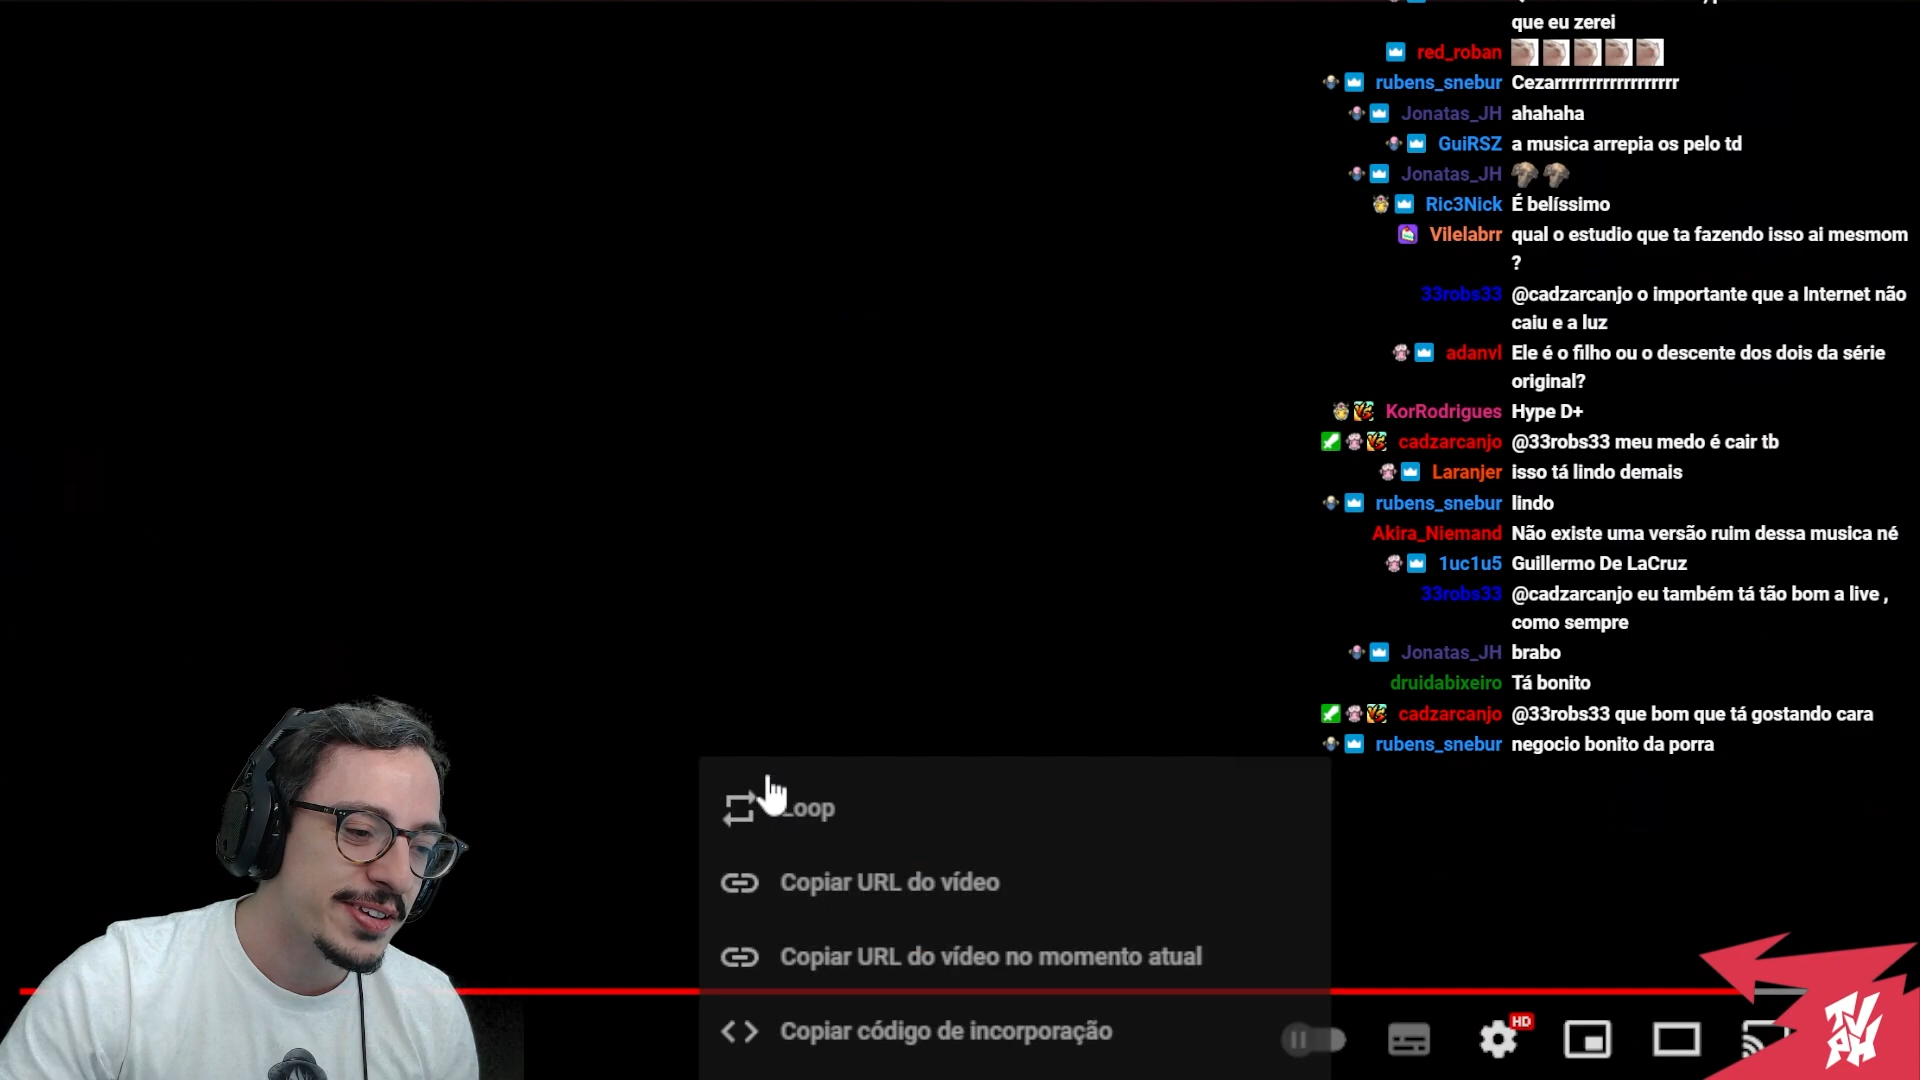 que eu zerei
red_roban
rubens_snebur Cezarrrrrrrrrrrrrrrrrr
Jonatas_JH ahahaha
GuiRSZ a musica arrepia os pelo td
Jonatas_JH
Ric3Nick É belíssimo
Vilelabrr qual o estudio que ta fazendo isso ai mesmom
?
33robs33 @cadzarcanjo o importante que a Internet não
caiu e a luz
adanvl Ele é o filho ou o descente dos dois da série
original?
KorRodrigues Hype D+
cadzarcanjo @33robs33 meu medo é cair tb
Laranjer isso tá lindo demais
rubens_snebur lindo
Akira_Niemand Não existe uma versão ruim dessa musica né
1uc1u5 Guillermo De LaCruz
33robs33 @cadzarcanjo eu também tá tão bom a live ,
como sempre
Jonatas_JH brabo
druidabixeiro Tá bonito
cadzarcanjo @33robs33 que bom que tá gostando cara
rubens_snebur negocio bonito da porra
Loop
Copiar URL do vídeo
Copiar URL do vídeo no momento atual
Copiar código de incorporação
HD
TVPH